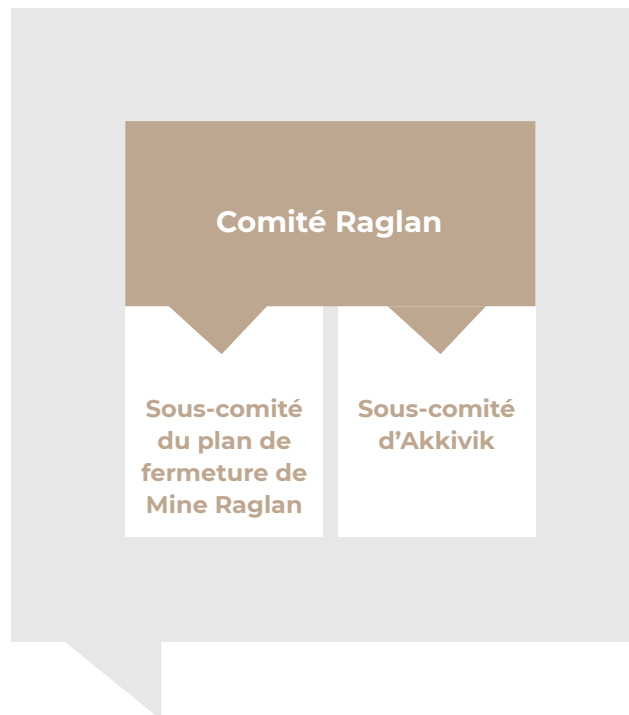 Comité Raglan
Sous-comité
du plan de
fermeture de
Mine Raglan
Sous-comité
d’Akkivik